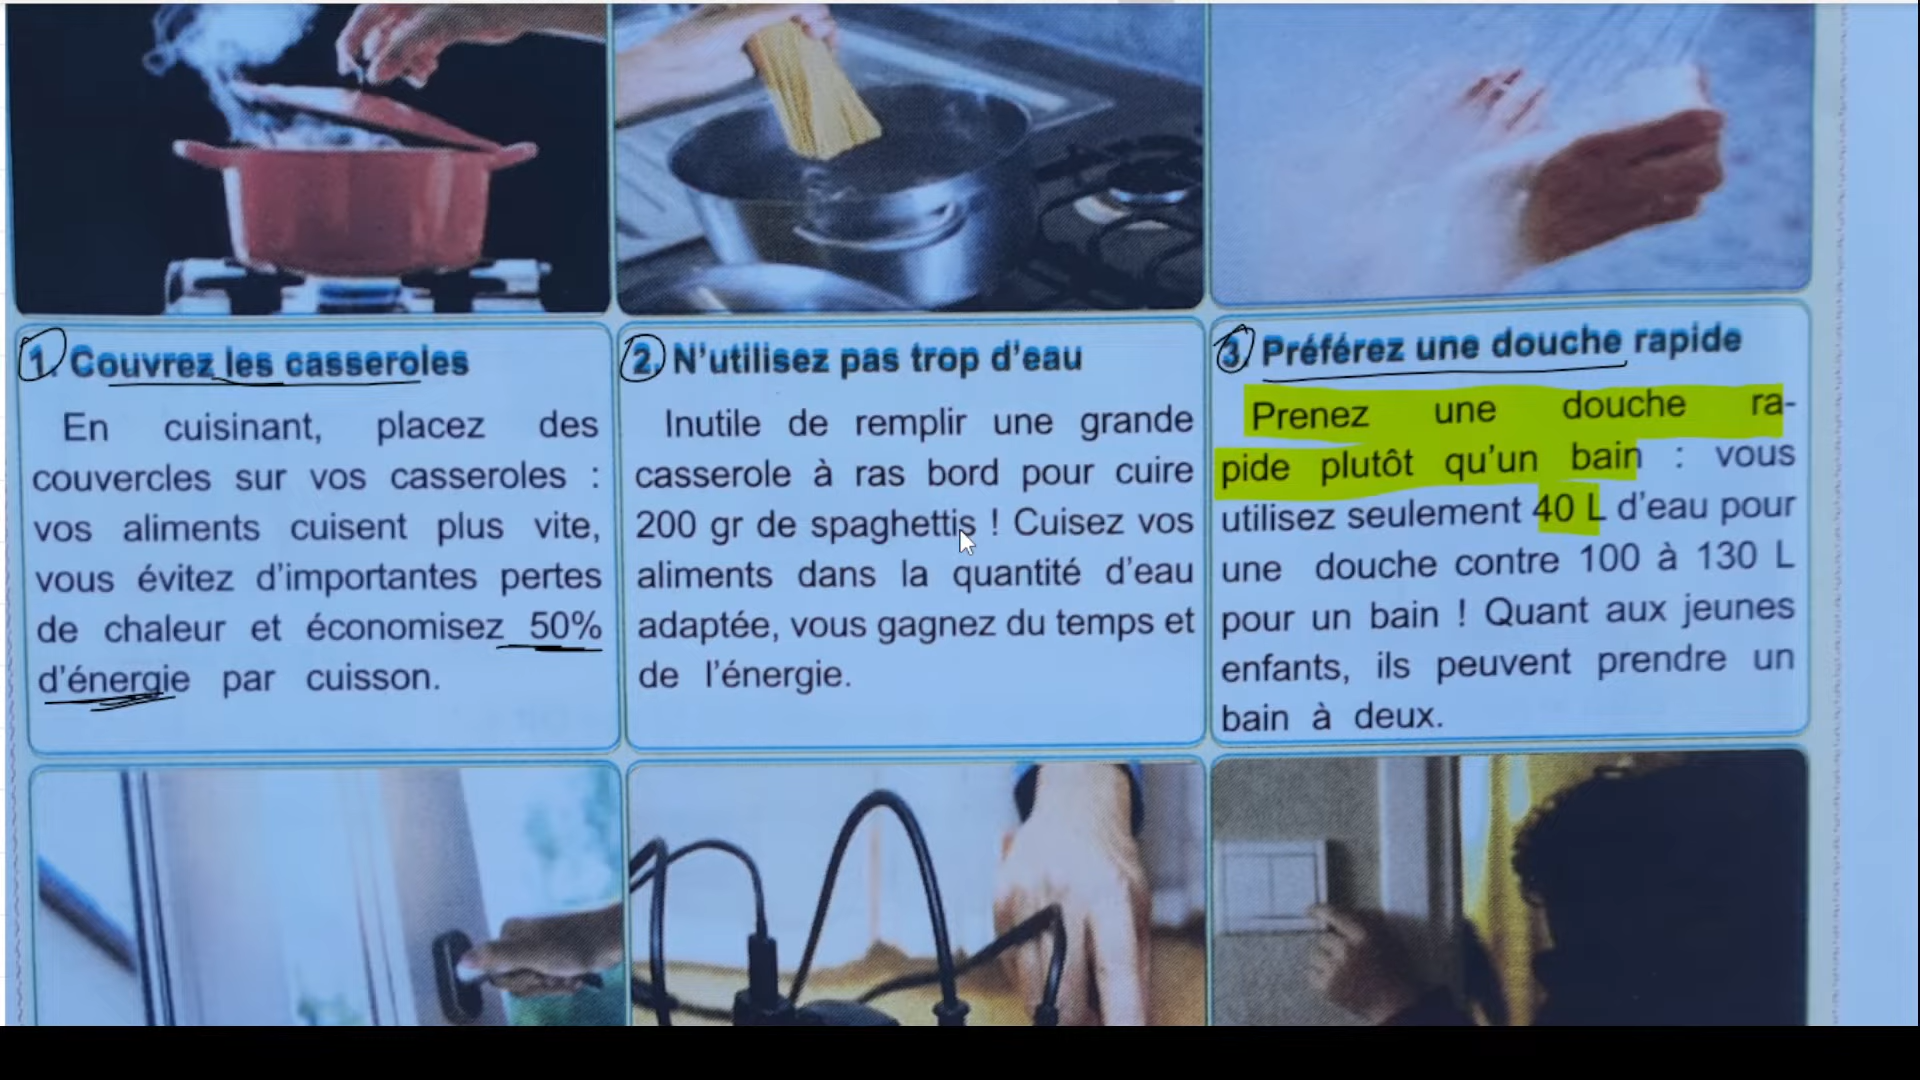 1. Couvrez les casseroles
En cuisinant, placez des
couvercles sur vos casseroles :
vos aliments cuisent plus vite,
vous évitez d'importantes pertes
de chaleur et économisez 50%
d'énergie par cuisson.
2. N'utilisez pas trop d'eau
Inutile de remplir une grande
casserole à ras bord pour cuire
200 gr de spaghettis ! Cuisez vos
aliments dans la quantité d'eau
adaptée, vous gagnez du temps et
de l'énergie.
3. Préférez une douche rapide
Prenez une douche ra-
pide plutôt qu'un bain : vous
utilisez seulement 40 L d'eau pour
une douche contre 100 à 130 L
pour un bain ! Quant aux jeunes
enfants, ils peuvent prendre un
bain à deux.